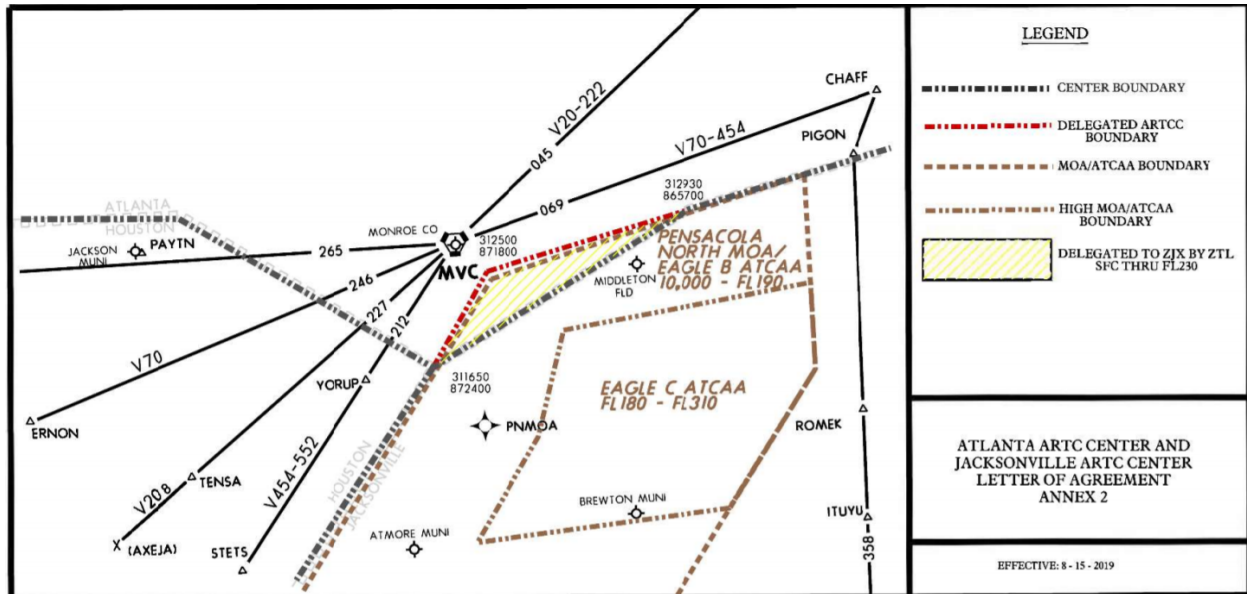 LEGEND
CENTER BOUNDARY
DELEGATED ARTCC
BOUNDARY
MOA/ATCAA BOUNDARY
HIGH MOA/ATCAA
BOUNDARY
DELEGATED TO ZJX BY ZTL
SFC THRU FL230
ATLANTA ARTC CENTER AND
JACKSONVILLE ARTC CENTER
LETTER OF AGREEMENT
ANNEX 2
EFFECTIVE: 8 - 15 - 2019
CHAFF
V20-222
045
V70-454
PIGON
069
312930
865700
ATLANTA
HOUSTON
JACKSON
MUNI
PAYTN
265
MONROE CO
MVC
312500
871800
246
227
212
PENSACOLA
NORTH MOA/
EAGLE B ATCAA
10,000 - FL190
MIDDLETON
FLD
V70
YORUP
311650
872400
EAGLE C ATCAA
FL180 - FL310
ERNON
PNMOA
ROMEK
V454-552
HOUSTON
JACKSONVILLE
TENSA
V20
8
(AXEJA)
STETS
ATMORE MUNI
BREWTON MUNI
ITUYU
358